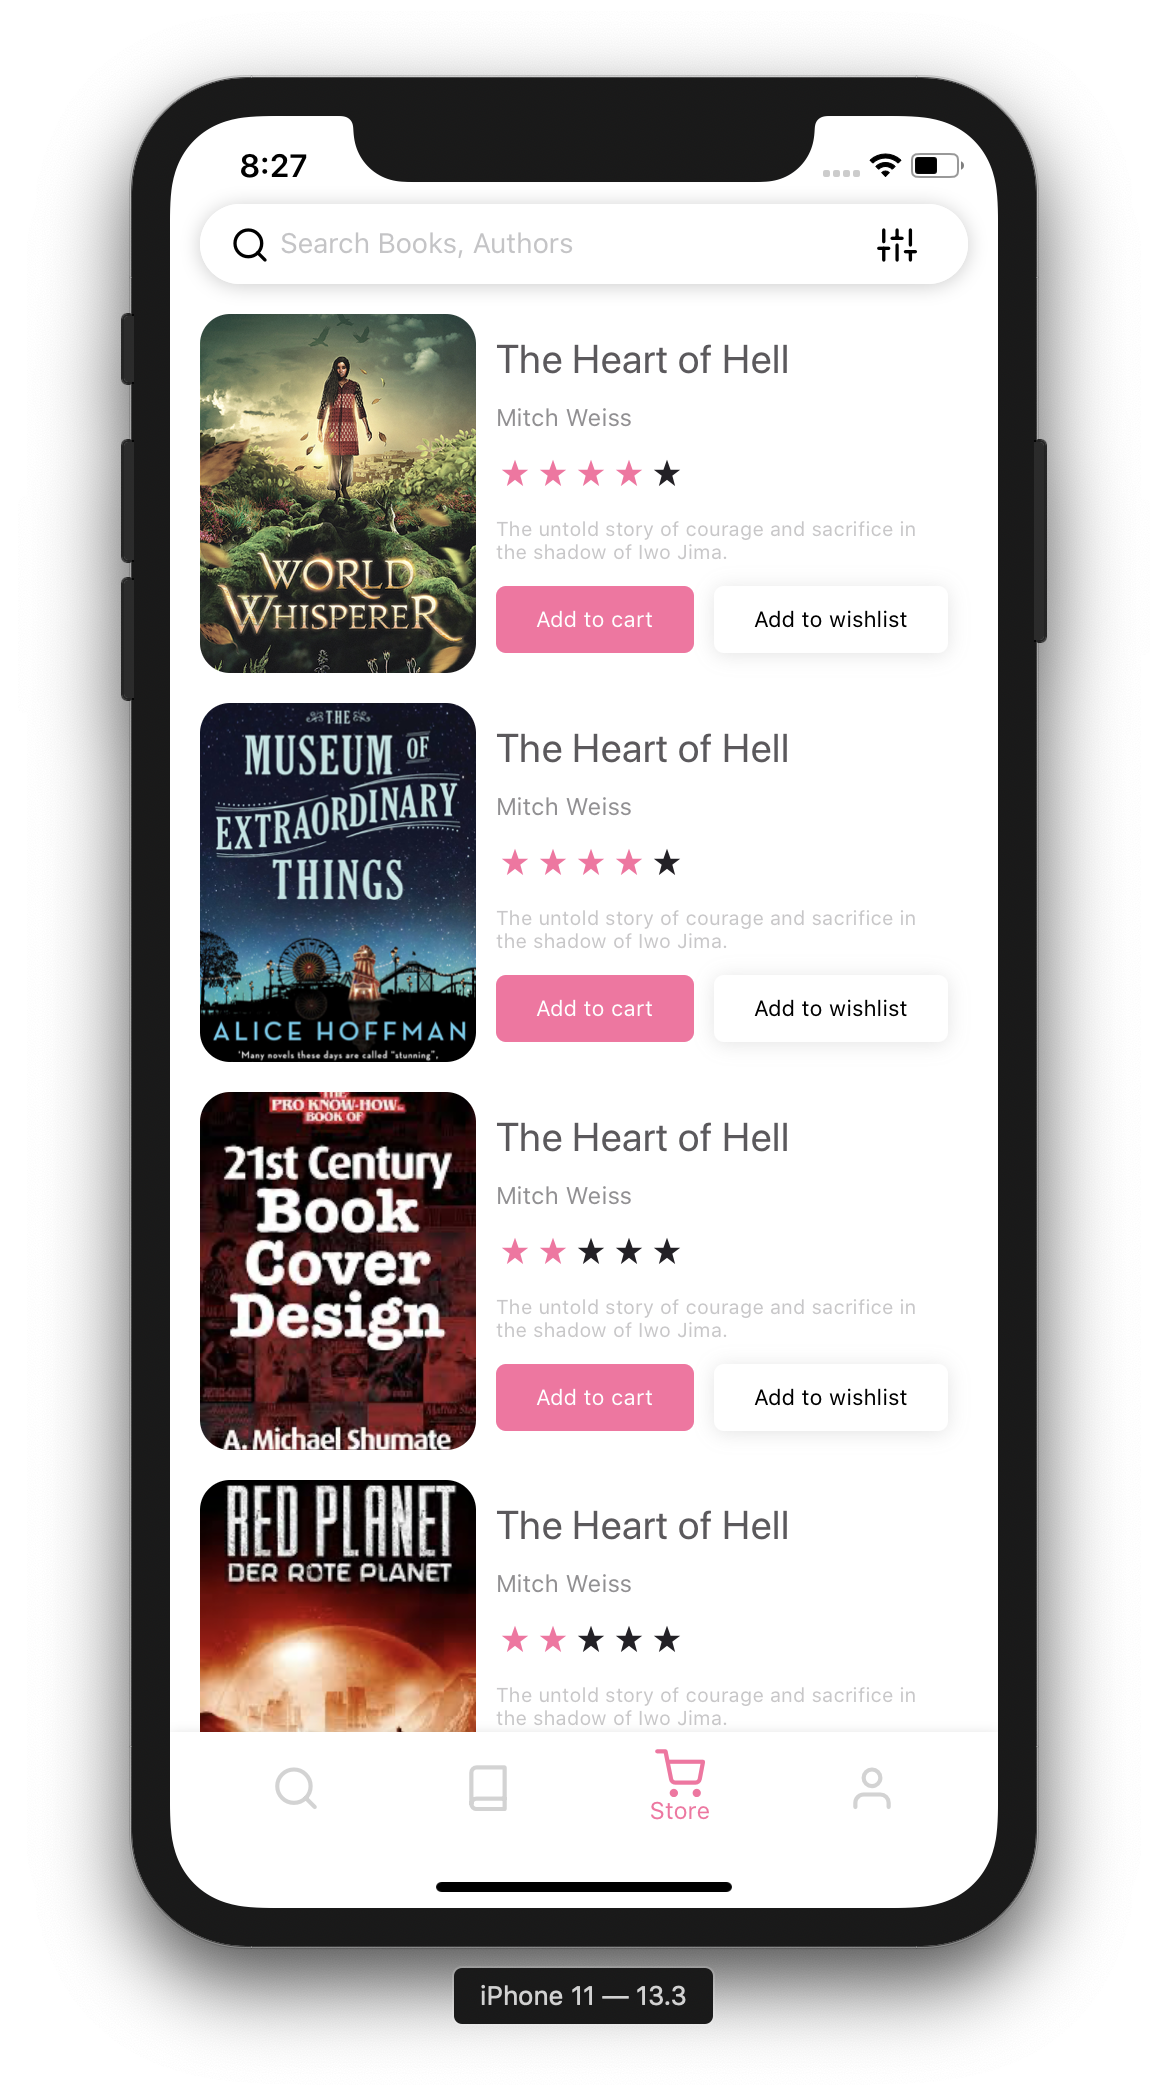 8:27
Search Books, Authors
WORLD
WHISPERER
The Heart of Hell
Mitch Weiss
The untold story of courage and sacrifice in
the shadow of Iwo Jima.
Add to cart
Add to wishlist
THE
MUSEUM OF
EXTRAORDINARY
THINGS
ALICE HOFFMAN
'Many novels these days are called "stunning",
The Heart of Hell
Mitch Weiss
The untold story of courage and sacrifice in
the shadow of Iwo Jima.
Add to cart
Add to wishlist
THE
PRO KNOW-HOW
BOOK OF
21st Century
Book
Cover
Design
A. Michael Shumate
The Heart of Hell
Mitch Weiss
The untold story of courage and sacrifice in
the shadow of Iwo Jima.
Add to cart
Add to wishlist
RED PLANET
DER ROTE PLANET
The Heart of Hell
Mitch Weiss
The untold story of courage and sacrifice in
the shadow of Iwo Jima.
Store
iPhone 11 — 13.3